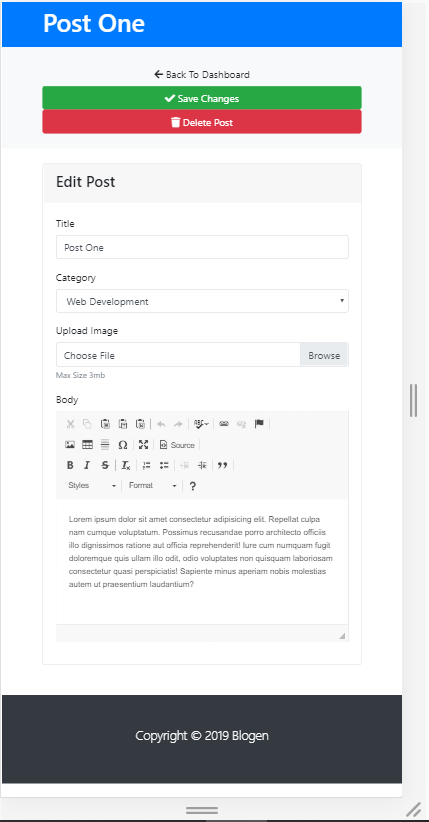 Post One
Back To Dashboard
Save Changes
Delete Post
Edit Post
Title
Post One
Category
Web Development
Upload Image
Choose File
Browse
Max Size 3mb
Body
ABC
Ω
Source
B I S Tx
Styles
Format
?
Lorem ipsum dolor sit amet consectetur adipisicing elit. Repellat culpa
nam cumque voluptatum. Possimus recusandae porro architecto officiis
illo dignissimos ratione aut officia reprehenderit! Iure cum numquam fugit
doloremque quis ullam illo odit, odio voluptates non quisquam laboriosam
consectetur quasi perspiciatis! Sapiente minus aperiam nobis molestias
autem ut praesentium laudantium?
Copyright © 2019 Blogen